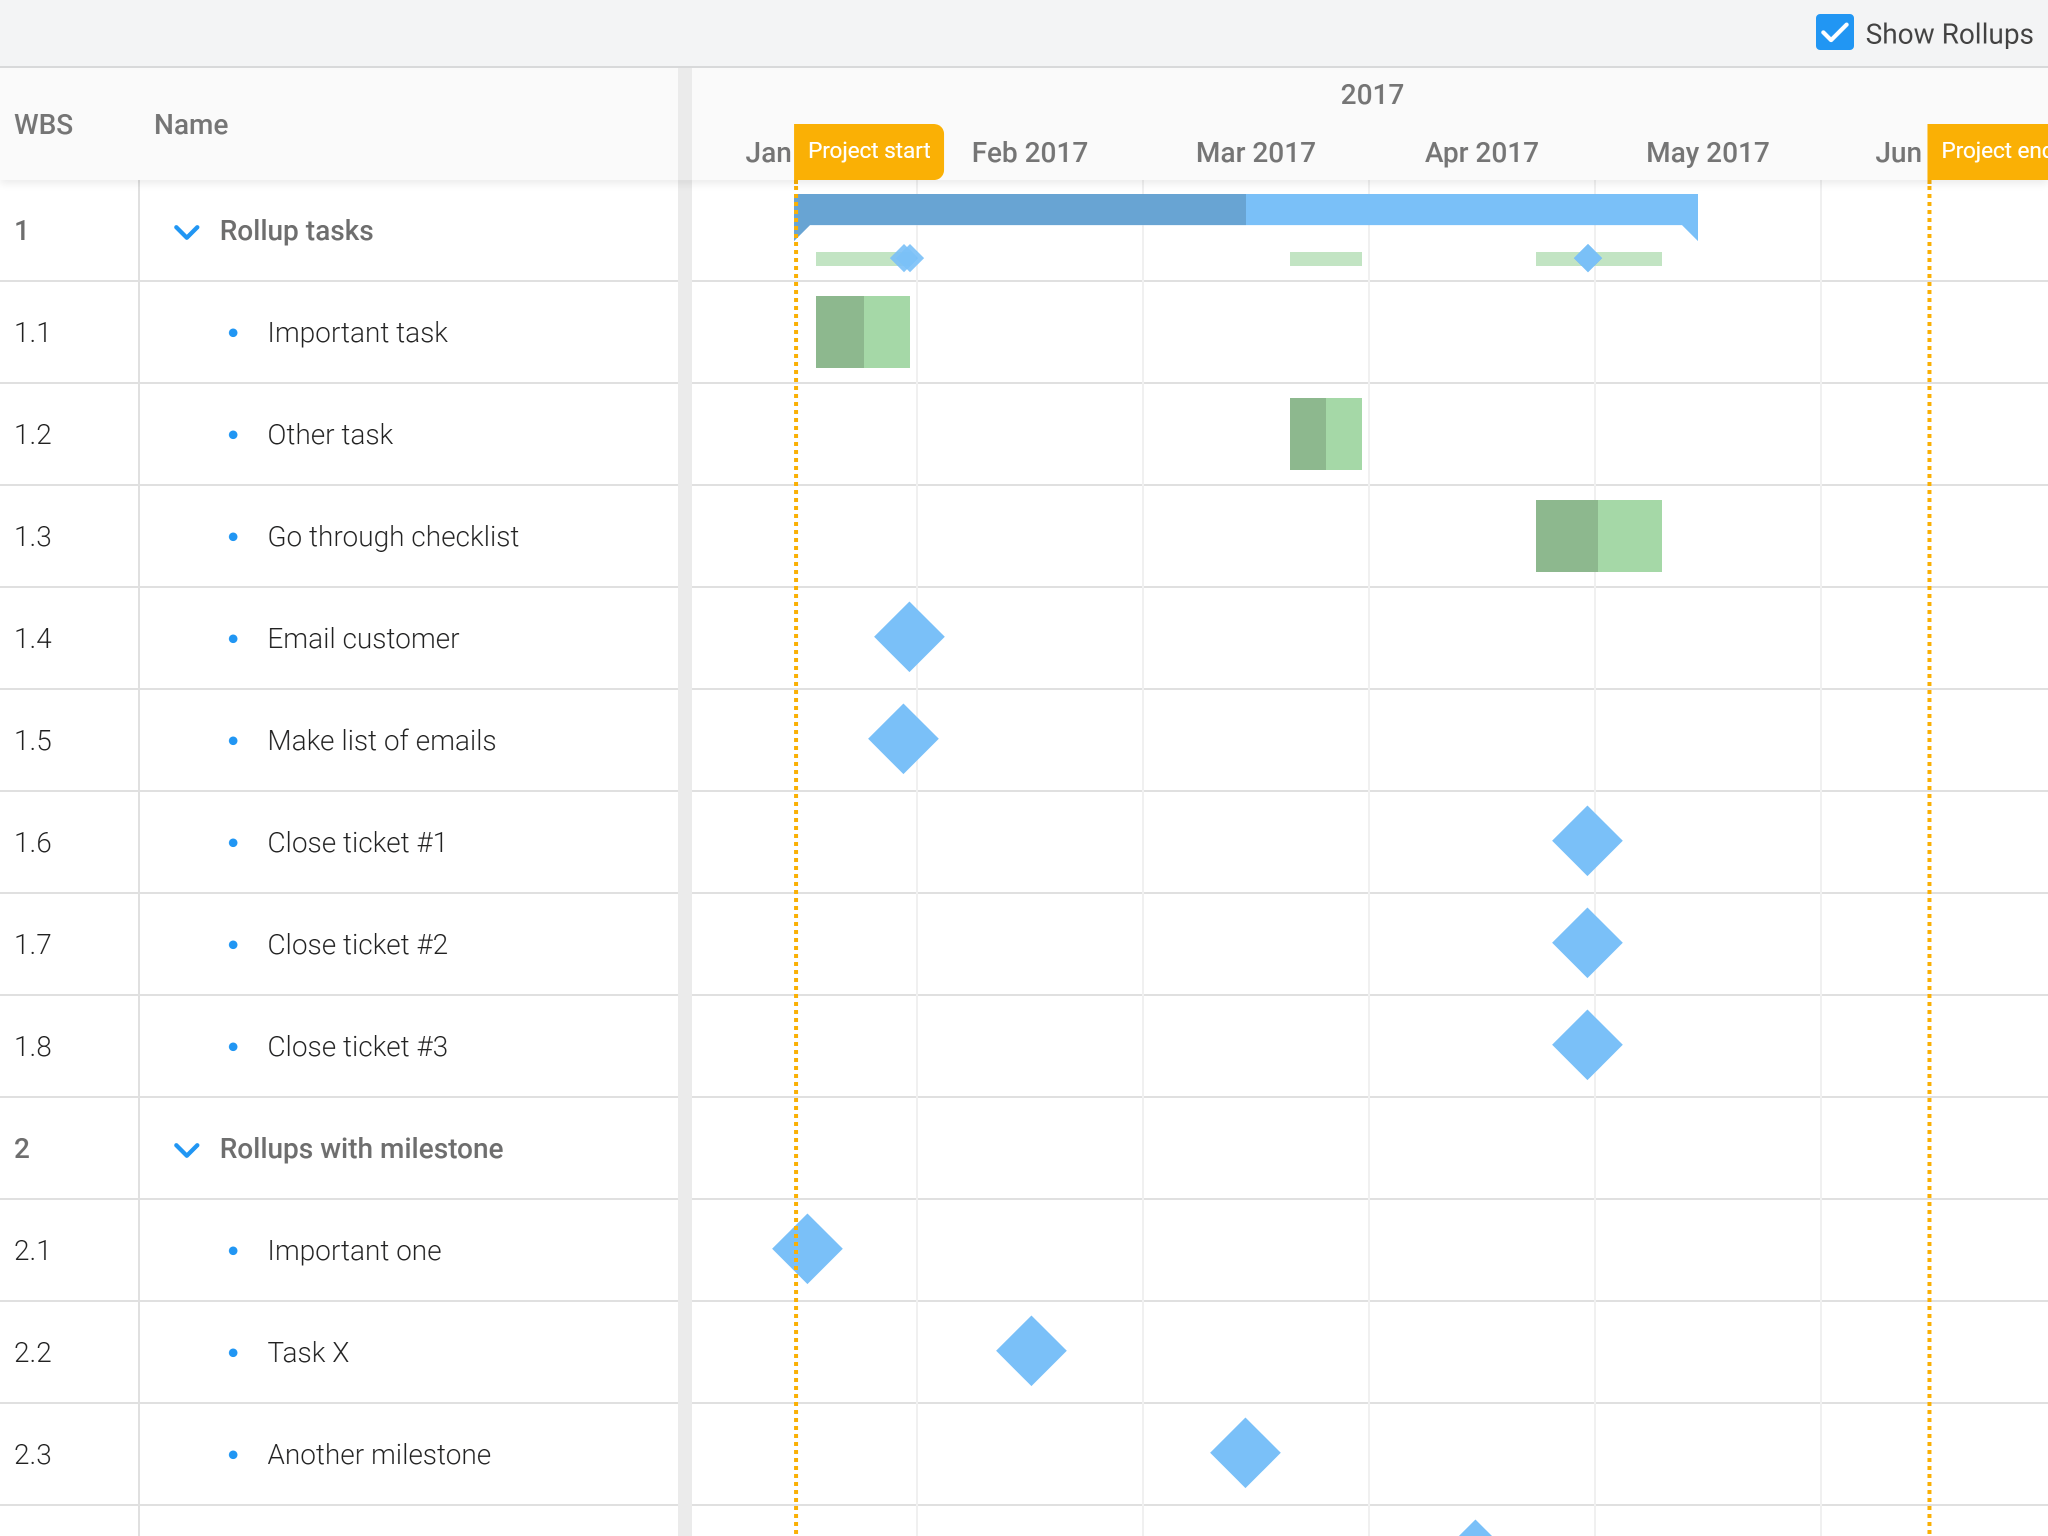 Show Rollups
WBS Name
2017
Jan Project start Feb 2017 Mar 2017 Apr 2017 May 2017 Jun Project
1 Rollup tasks
1.1 Important task
1.2 Other task
1.3 Go through checklist
1.4 Email customer
1.5 Make list of emails
1.6 Close ticket #1
1.7 Close ticket #2
1.8 Close ticket #3
2 Rollups with milestone
2.1 Important one
2.2 Task X
2.3 Another milestone